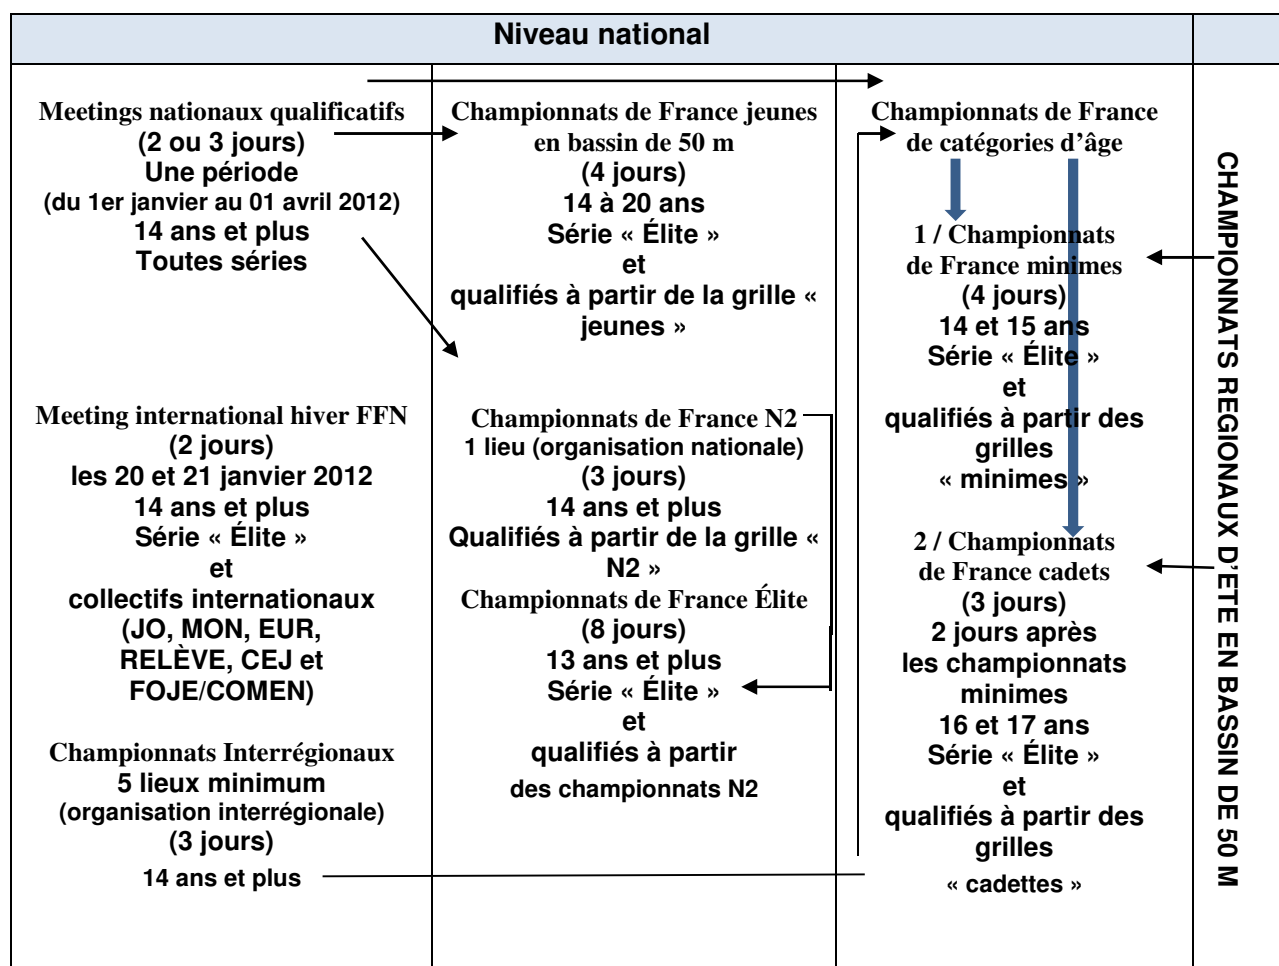 Niveau national
Meetings nationaux qualificatifs
(2 ou 3 jours)
Une période
(du 1er janvier au 01 avril 2012)
14 ans et plus
Toutes séries
Meeting international hiver FFN
(2 jours)
les 20 et 21 janvier 2012
14 ans et plus
Série « Élite »
et
collectifs internationaux
(JO, MON, EUR,
RELÈVE, CEJ et
FOJE/COMEN)
Championnats Interrégionaux
5 lieux minimum
(organisation interrégionale)
(3 jours)
14 ans et plus
Championnats de France jeunes
en bassin de 50 m
(4 jours)
14 à 20 ans
Série « Élite »
et
qualifiés à partir de la grille «
jeunes »
Championnats de France N2
1 lieu (organisation nationale)
(3 jours)
14 ans et plus
Qualifiés à partir de la grille «
N2 »
Championnats de France Élite
(8 jours)
13 ans et plus
Série « Élite »
et
qualifiés à partir
des championnats N2
Championnats de France
de catégories d’âge
1 / Championnats
de France minimes
(4 jours)
14 et 15 ans
Série « Élite »
et
qualifiés à partir des
grilles
« minimes »
2 / Championnats
de France cadets
(3 jours)
2 jours après
les championnats
minimes
16 et 17 ans
Série « Élite »
et
qualifiés à partir des
grilles
« cadettes »
CHAMPIONNATS REGIONAUX D’ETE EN BASSIN DE 50 M